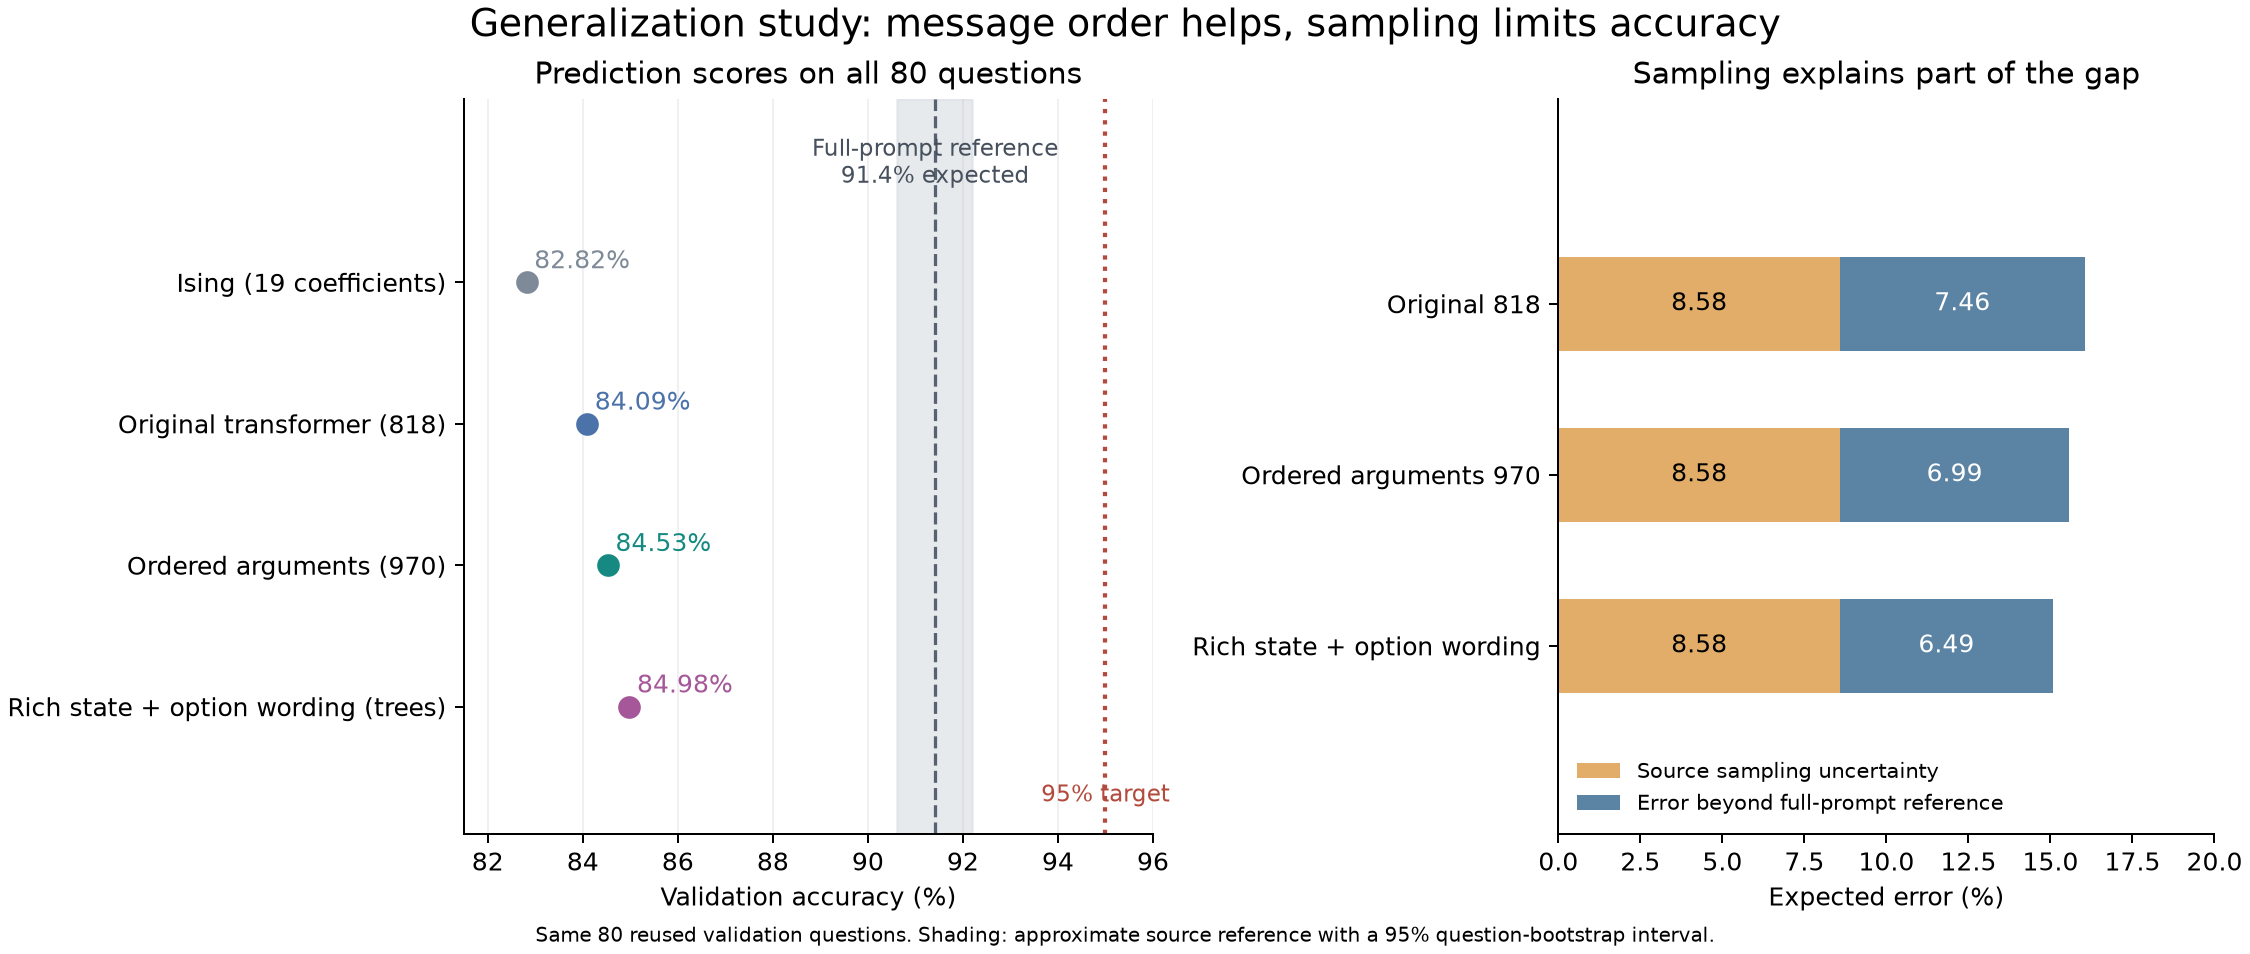 Generalization study: message order helps, sampling limits accuracy
Prediction scores on all 80 questions
Full-prompt reference
91.4% expected
82.82%
Ising (19 coefficients)
84.09%
Original transformer (818)
84.53%
Ordered arguments (970)
84.98%
Rich state + option wording (trees)
95% target
82 84 86 88 90 92 94 96
Validation accuracy (%)
Sampling explains part of the gap
Original 818 8.58 7.46
Ordered arguments 970 8.58 6.99
Rich state + option wording 8.58 6.49
Source sampling uncertainty
Error beyond full-prompt reference
0.0 2.5 5.0 7.5 10.0 12.5 15.0 17.5 20.0
Expected error (%)
Same 80 reused validation questions. Shading: approximate source reference with a 95% question-bootstrap interval.